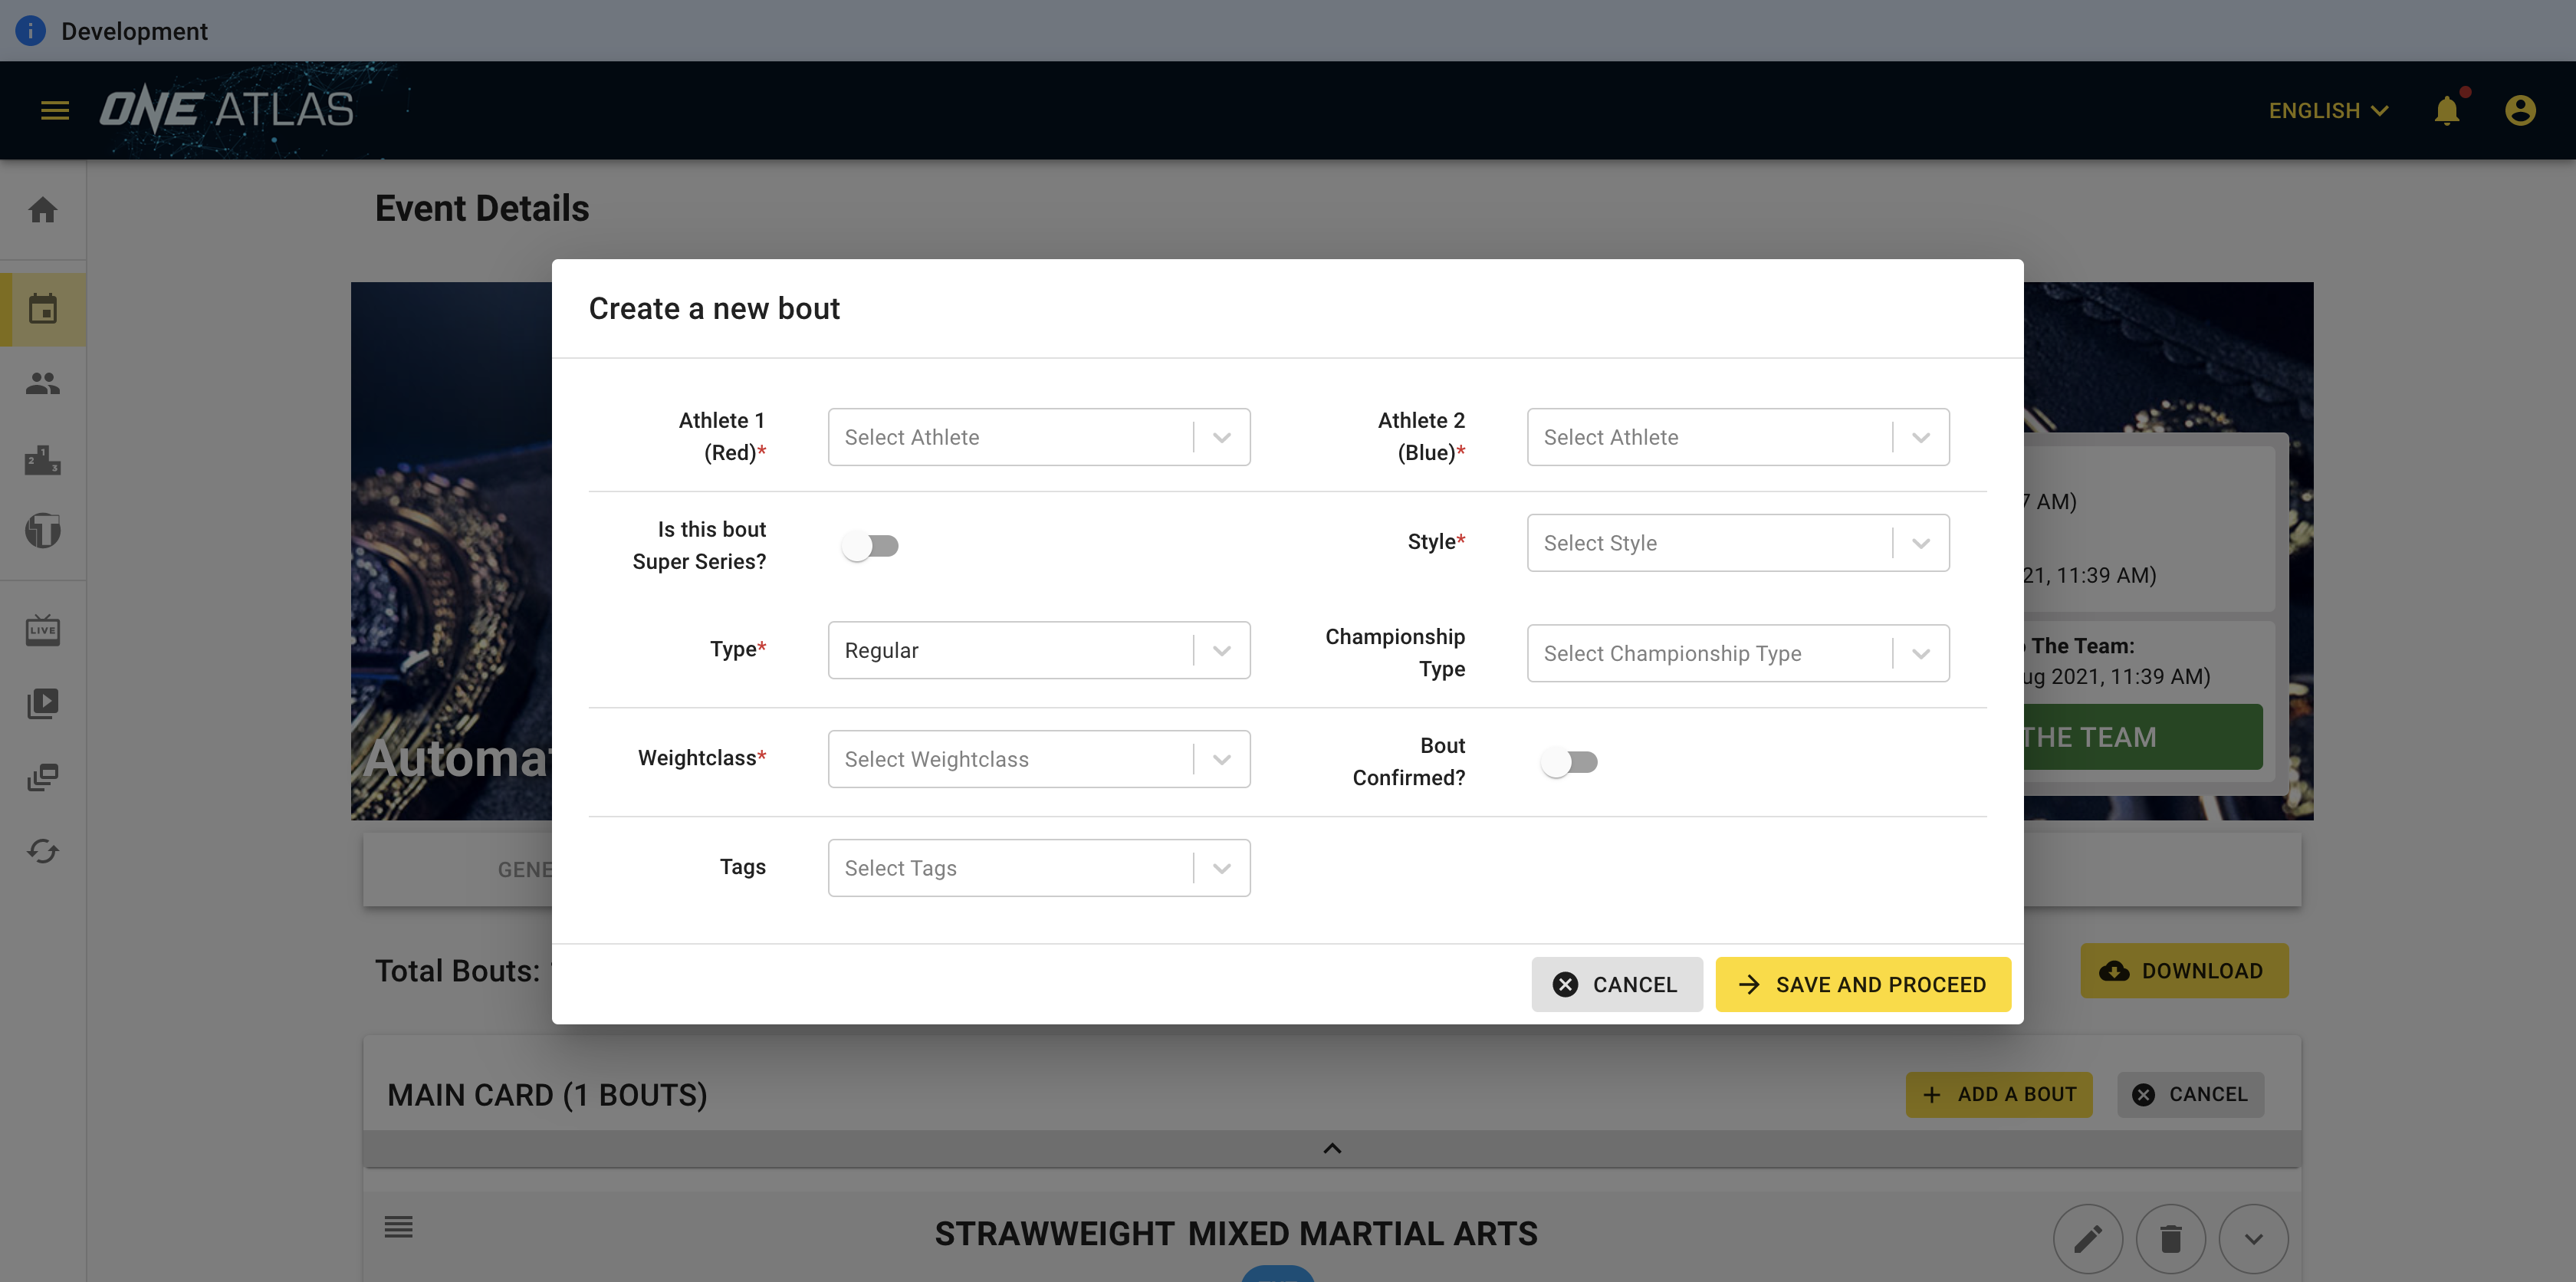 Development
ONE ATLAS
ENGLISH
Event Details
Create a new bout
Athlete 1
(Red)*
Select Athlete
Athlete 2
(Blue)*
Select Athlete
Is this bout
Super Series?
Style*
Select Style
Type*
Regular
Championship
Type
Select Championship Type
Weightclass*
Select Weightclass
Bout
Confirmed?
Tags
Select Tags
CANCEL
SAVE AND PROCEED
7 AM)
21, 11:39 AM)
The Team:
ug 2021, 11:39 AM)
THE TEAM
LIVE
Automat
GENE
Total Bouts:
DOWNLOAD
MAIN CARD (1 BOUTS)
ADD A BOUT
CANCEL
STRAWWEIGHT MIXED MARTIAL ARTS